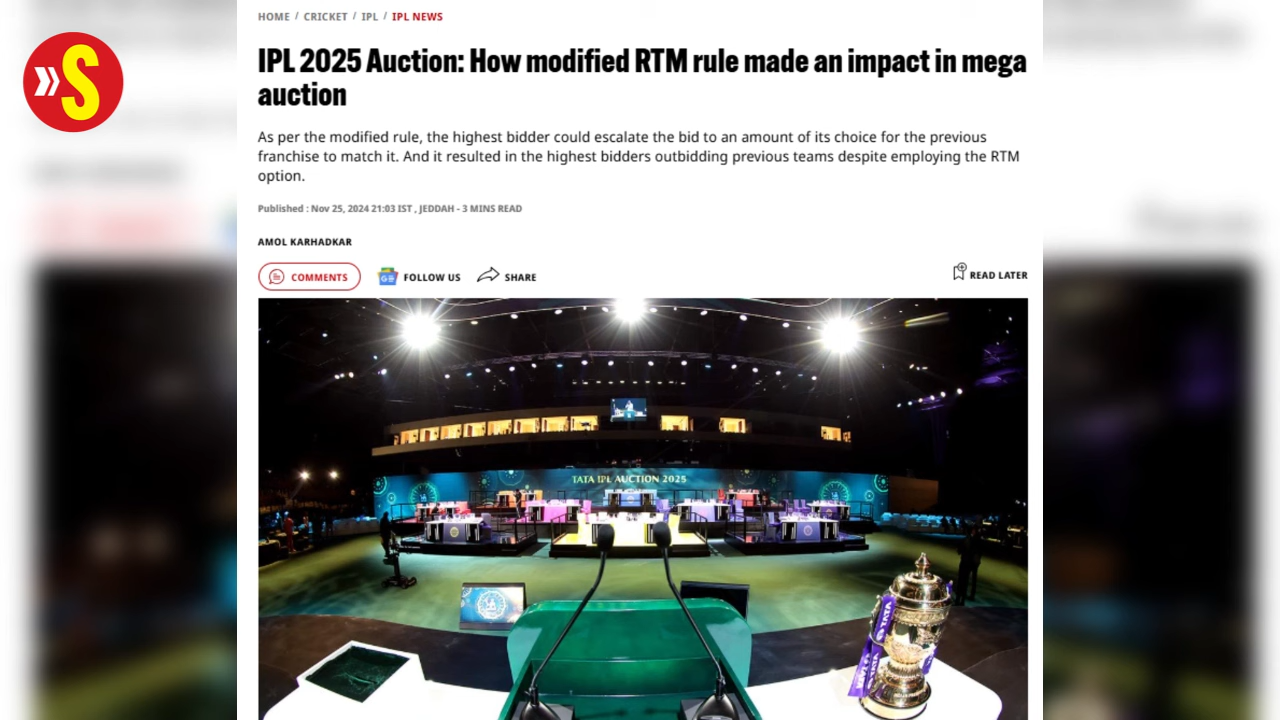 »S
HOME / CRICKET / IPL / IPL NEWS
IPL 2025 Auction: How modified RTM rule made an impact in mega
auction
As per the modified rule, the highest bidder could escalate the bid to an amount of its choice for the previous
franchise to match it. And it resulted in the highest bidders outbidding previous teams despite employing the RTM
option.
Published : Nov 25, 2024 21:03 IST , JEDDAH - 3 MINS READ
AMOL KARHADKAR
COMMENTS FOLLOW US SHARE READ LATER
TATA IPL AUCTION 2025